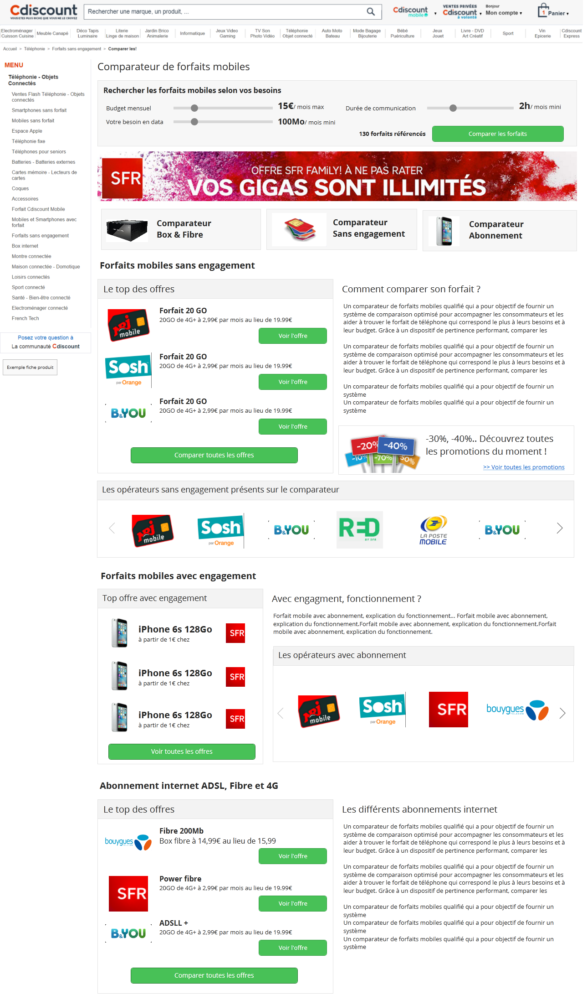 Cdiscount
VOUS ETES PLUS RICHE QUE VOUS NE LE CROYEZ
Rechercher une marque, un produit, ...
Cdiscount
mobile
VENTES PRIVÉES
Cdiscount
à volonté
Bonjour
Mon compte
1 Panier
Electroménager
Cuisson Cuisine
Meuble Canapé
Déco Tapis
Luminaire
Literie
Linge de maison
Jardin Brico
Animalerie
Informatique
Jeux Video
Gaming
TV Son
Photo Vidéo
Téléphonie
Objet connecté
Auto Moto
Bateau
Mode Bagage
Bijouterie
Bébé
Puériculture
Jeux
Jouet
Livre - DVD
Art Créatif
Sport
Vin
Epicerie
Cdiscount
Express
Accueil > Téléphonie > Forfaits sans engagement > Comparer les!
MENU
Téléphonie - Objets
Connectés
Ventes Flash Téléphonie - Objets
connectés
Smartphones sans forfait
Mobiles sans forfait
Espace Apple
Téléphonie fixe
Téléphones pour seniors
Batteries - Batteries externes
Cartes mémoire - Lecteurs de
cartes
Coques
Accessoires
Forfait Cdiscount Mobile
Mobiles et Smartphones avec
forfait
Forfaits sans engagement
Box internet
Montre connectée
Maison connectée - Domotique
Loisirs connectés
Sport connecté
Santé - Bien-être connecté
Electroménager connecté
French Tech
Posez votre question à
La communauté Cdiscount
Exemple fiche produit
Comparateur de forfaits mobiles
Rechercher les forfaits mobiles selon vos besoins
Budget mensuel
15€/ mois max
Durée de communication
2h/ mois mini
Votre besoin en data
100Mo/ mois mini
130 forfaits référencés
Comparer les forfaits
SFR
OFFRE SFR FAMiLY! À NE PAS RATER
VOS GIGAS SONT ILLIMITÉS
Comparateur
Box & Fibre
Comparateur
Sans engagement
Comparateur
Abonnement
Forfaits mobiles sans engagement
Le top des offres
nrj
mobile
Forfait 20 GO
20GO de 4G+ à 2,99€ par mois au lieu de 19.99€
Voir l'offre
Sosh
par Orange
Forfait 20 GO
20GO de 4G+ à 2,99€ par mois au lieu de 19.99€
Voir l'offre
B&YOU
Forfait 20 GO
20GO de 4G+ à 2,99€ par mois au lieu de 19.99€
Voir l'offre
Comparer toutes les offres
Comment comparer son forfait ?
Un comparateur de forfaits mobiles qualifié qui a pour objectif de fournir un
système de comparaison optimisé pour accompagner les consommateurs et les
aider à trouver le forfait de téléphone qui correspond le plus à leurs besoins et à
leur budget. Grâce à un dispositif de pertinence performant, comparer les
Un comparateur de forfaits mobiles qualifié qui a pour objectif de fournir un
système de comparaison optimisé pour accompagner les consommateurs et les
aider à trouver le forfait de téléphone qui correspond le plus à leurs besoins et à
leur budget. Grâce à un dispositif de pertinence performant, comparer les
Un comparateur de forfaits mobiles qualifié qui a pour objectif de fournir un
système
Un comparateur de forfaits mobiles qualifié qui a pour objectif de fournir un
système
-20%
-40%
-10%
-70%
50%
-30%, -40%.. Découvrez toutes
les promotions du moment !
>> Voir toutes les promotions
Les opérateurs sans engagement présents sur le comparateur
nrj
mobile
Sosh
par Orange
B&YOU
RED
BY SFR
LA POSTE
MOBILE
B&YOU
Forfaits mobiles avec engagement
Top offre avec engagement
iPhone 6s 128Go
à partir de 1€ chez
SFR
iPhone 6s 128Go
à partir de 1€ chez
SFR
iPhone 6s 128Go
à partir de 1€ chez
SFR
Voir toutes les offres
Avec engagment, fonctionnement ?
Forfait mobile avec abonnement, explication du fonctionnement... Forfait mobile avec abonnement,
explication du fonctionnement.Forfait mobile avec abonnement, explication du fonctionnement.Forfait
mobile avec abonnement, explication du fonctionnement.
Les opérateurs avec abonnement
nrj
mobile
Sosh
par Orange
SFR
bouygues
TELECOM
Abonnement internet ADSL, Fibre et 4G
Le top des offres
bouygues
TELECOM
Fibre 200Mb
Box fibre à 14,99€ au lieu de 15,99
Voir l'offre
SFR
Power fibre
20GO de 4G+ à 2,99€ par mois au lieu de 19.99€
Voir l'offre
B&YOU
ADSLL +
20GO de 4G+ à 2,99€ par mois au lieu de 19.99€
Voir l'offre
Comparer toutes les offres
Les différents abonnements internet
Un comparateur de forfaits mobiles qualifié qui a pour objectif de fournir un
système de comparaison optimisé pour accompagner les consommateurs et les
aider à trouver le forfait de téléphone qui correspond le plus à leurs besoins et à
leur budget. Grâce à un dispositif de pertinence performant, comparer les
Un comparateur de forfaits mobiles qualifié qui a pour objectif de fournir un
système de comparaison optimisé pour accompagner les consommateurs et les
aider à trouver le forfait de téléphone qui correspond le plus à leurs besoins et à
leur budget. Grâce à un dispositif de pertinence performant, comparer les
Un comparateur de forfaits mobiles qualifié qui a pour objectif de fournir un
système
Un comparateur de forfaits mobiles qualifié qui a pour objectif de fournir un
système
Un comparateur de forfaits mobiles qualifié qui a pour objectif de fournir un
système